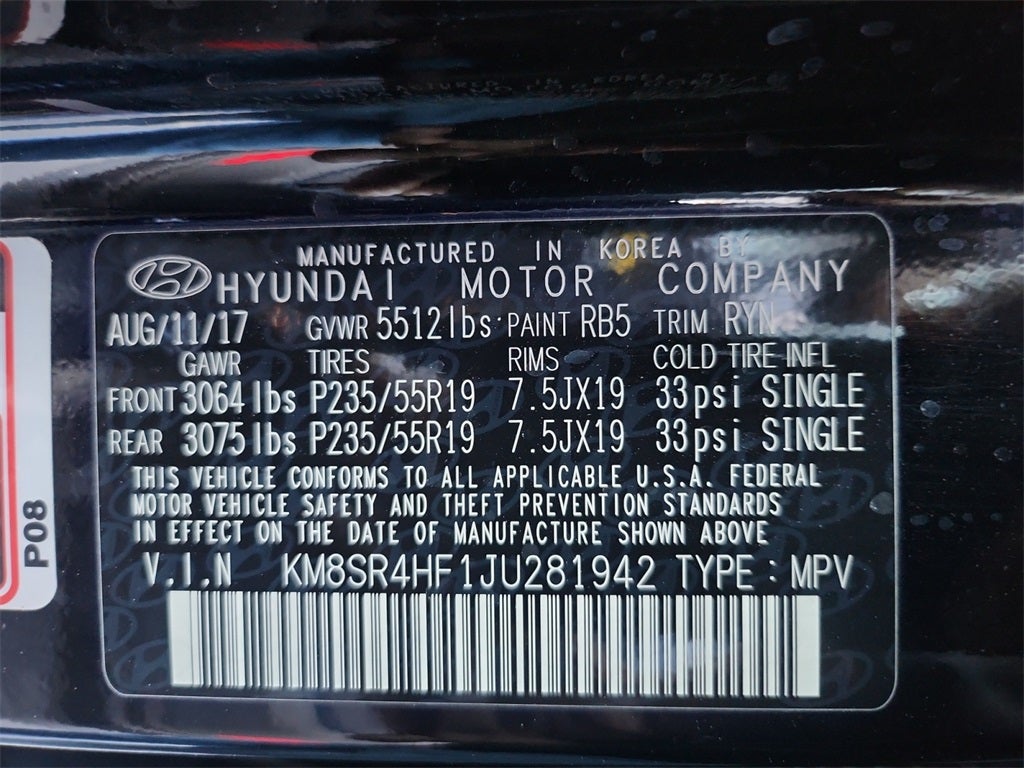 MANUFACTURED IN KOREA BY
HYUNDAI MOTOR COMPANY
AUG/11/17 GVWR 5512lbs PAINT RB5 TRIM RYN
GAWR TIRES RIMS COLD TIRE INFL
FRONT 3064lbs P235/55R19 7.5JX19 33psi SINGLE
REAR 3075lbs P235/55R19 7.5JX19 33psi SINGLE
THIS VEHICLE CONFORMS TO ALL APPLICABLE U.S.A. FEDERAL
MOTOR VEHICLE SAFETY AND THEFT PREVENTION STANDARDS
IN EFFECT ON THE DATE OF MANUFACTURE SHOWN ABOVE
V.I.N KM8SR4HF1JU281942 TYPE : MPV
P08